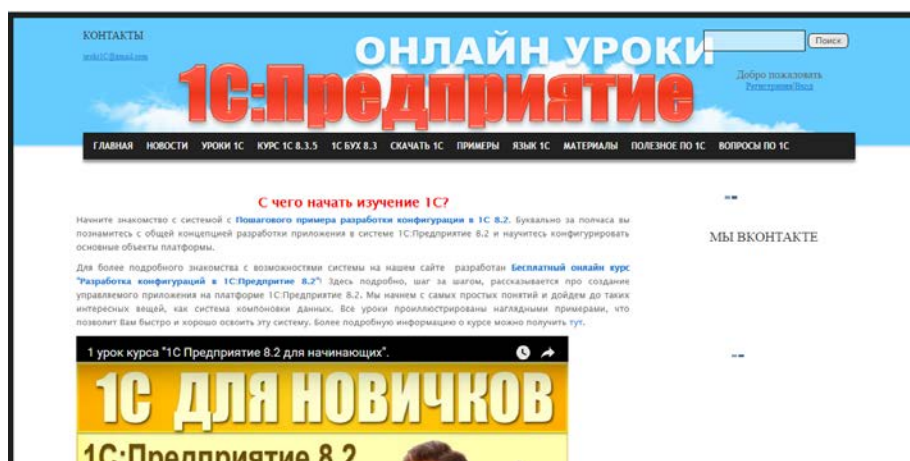 КОНТАКТЫ
ОНЛАЙН УРОКИ
Поиск
Добро пожаловать
Регистрация|Вход
1С:Предприятие
ГЛАВНАЯ НОВОСТИ УРОКИ 1С КУРС 1С 8.3.5 1С БУХ 8.3 СКАЧАТЬ 1С ПРИМЕРЫ ЯЗЫК 1С МАТЕРИАЛЫ ПОЛЕЗНОЕ ПО 1С ВОПРОСЫ ПО 1С
С чего начать изучение 1С?
Начните знакомство с системой с Пошагового примера разработки конфигурации в 1С 8.2. Буквально за полчаса вы
познамитесь с общей концепцией разработки приложения в системе 1С:Предприятие 8.2 и научитесь конфигурировать
основные объекты платформы.
Для более подробного знакомства с возможностями системы на нашем сайте разработан Бесплатный онлайн курс
"Разработка конфигураций в 1С:Предпритие 8.2"! Здесь подробно, шаг за шагом, рассказывается про создание
управляемого приложения на платформе 1С:Предприятие 8.2. Мы начнем с самых простых понятий и дойдем до таких
интересных вещей, как система компоновки данных. Все уроки проиллюстрированы наглядными примерами, что
позволит Вам быстро и хорошо освоить эту систему. Более подробную информацию о курсе можно получить тут.
МЫ ВКОНТАКТЕ
1 урок курса "1С Предприятие 8.2 для начинающих".
1С ДЛЯ НОВИЧКОВ
1С:Предприятие 8.2